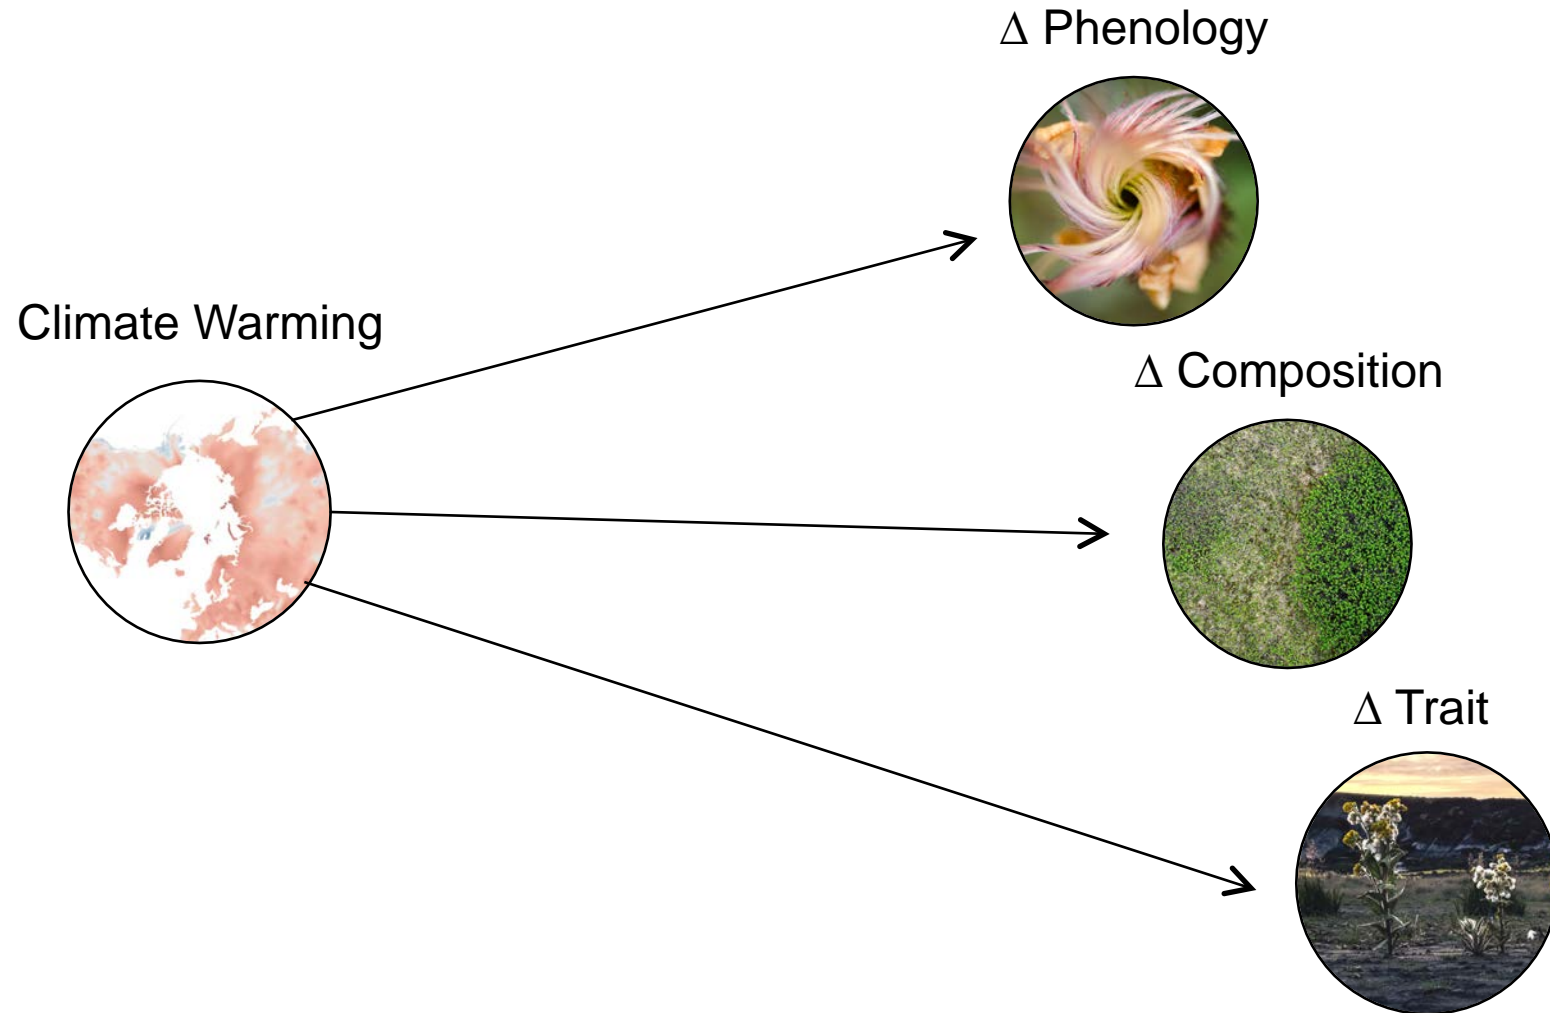 Δ Phenology
Climate Warming
Δ Composition
Δ Trait